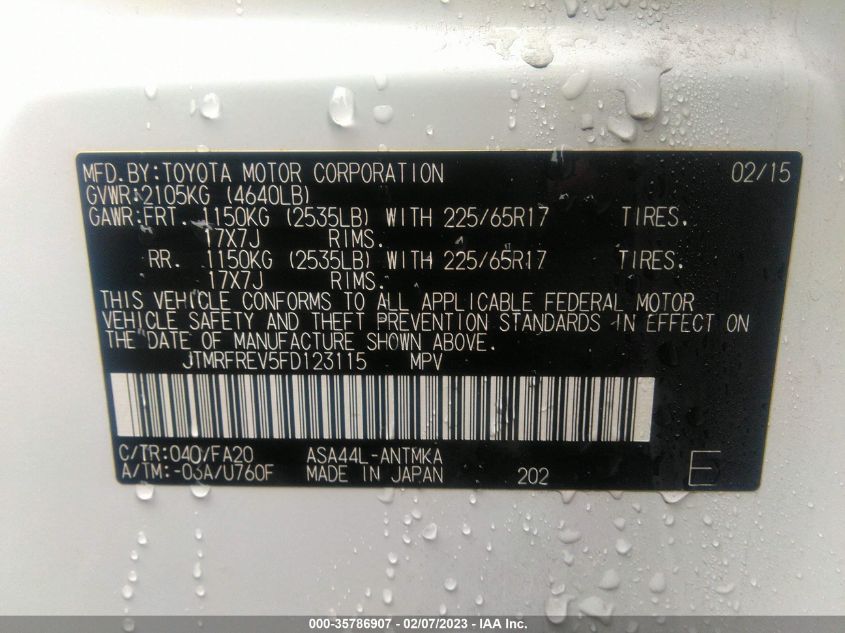 MFD.BY:TOYOTA MOTOR CORPORATION 02/15
GVWR:2105KG (4640LB)
GAWR:FRT. 1150KG (2535LB) WITH 225/65R17 TIRES.
17X7J RIMS.
RR. 1150KG (2535LB) WITH 225/65R17 TIRES.
17X7J RIMS.
THIS VEHICLE CONFORMS TO ALL APPLICABLE FEDERAL MOTOR
VEHICLE SAFETY AND THEFT PREVENTION STANDARDS IN EFFECT ON
THE DATE OF MANUFACTURE SHOWN ABOVE.
JTMRFREV5FD123115 MPV
C/TR:040/FA20 ASA44L-ANTMKA
A/TM:-03A/U760F MADE IN JAPAN 202 E
000-35786907 - 02/07/2023 - IAA Inc.